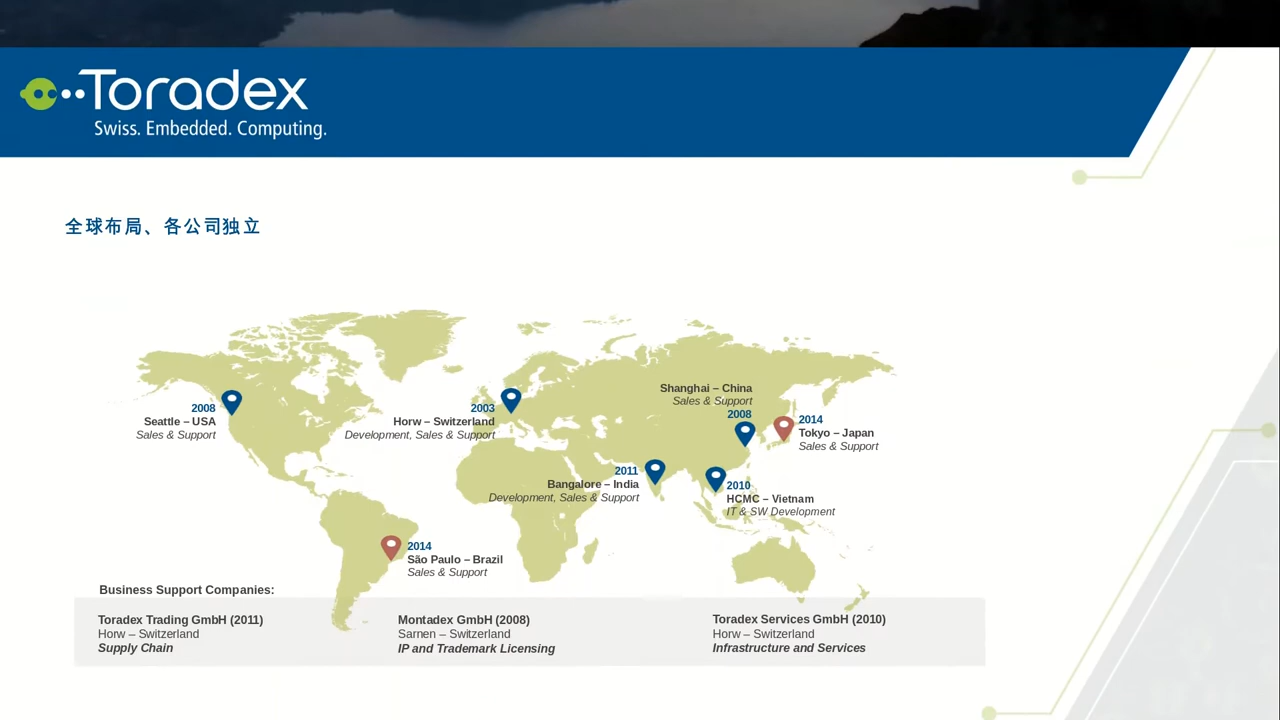 Toradex
Swiss. Embedded. Computing.
全球布局、各公司独立
Shanghai – China
Sales & Support
2008
2008
Seattle – USA
Sales & Support
2003
Horw – Switzerland
Development, Sales & Support
2014
Tokyo – Japan
Sales & Support
2011
Bangalore – India
Development, Sales & Support
2010
HCMC – Vietnam
IT & SW Development
2014
São Paulo – Brazil
Sales & Support
Business Support Companies:
Toradex Trading GmbH (2011)
Horw – Switzerland
Supply Chain
Montadex GmbH (2008)
Sarnen – Switzerland
IP and Trademark Licensing
Toradex Services GmbH (2010)
Horw – Switzerland
Infrastructure and Services